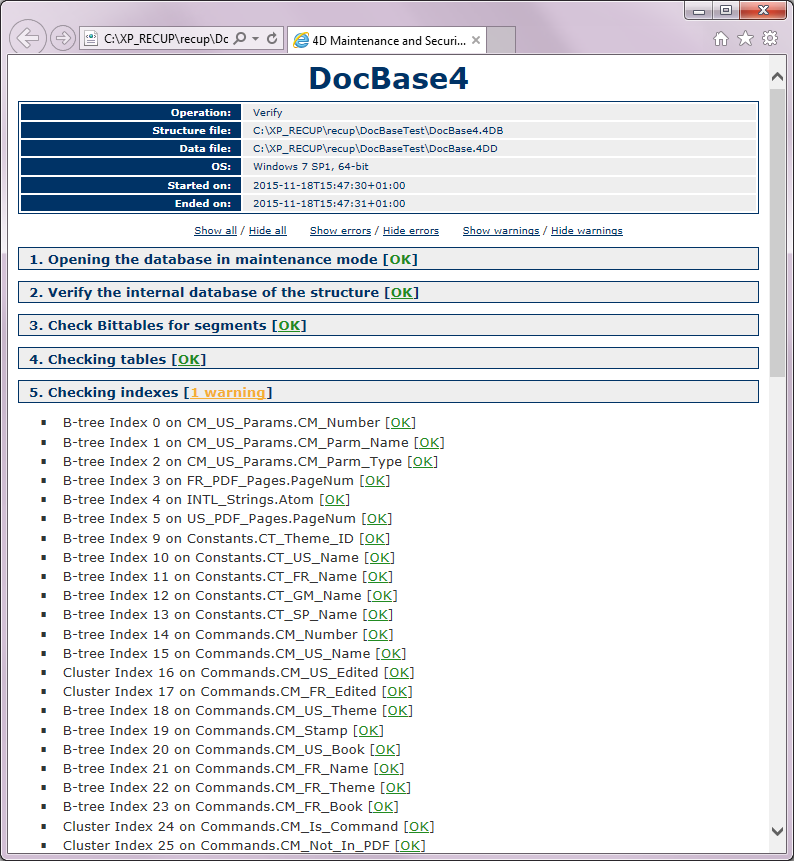 C:\XP_RECUP\recup\Dc
4D Maintenance and Securi...
DocBase4
Operation: Verify
Structure file: C:\XP_RECUP\recup\DocBaseTest\DocBase4.4DB
Data file: C:\XP_RECUP\recup\DocBaseTest\DocBase.4DD
OS: Windows 7 SP1, 64-bit
Started on: 2015-11-18T15:47:30+01:00
Ended on: 2015-11-18T15:47:31+01:00
Show all / Hide all Show errors / Hide errors Show warnings / Hide warnings
1. Opening the database in maintenance mode [OK]
2. Verify the internal database of the structure [OK]
3. Check Bittables for segments [OK]
4. Checking tables [OK]
5. Checking indexes [1 warning]
B-tree Index 0 on CM_US_Params.CM_Number [OK]
B-tree Index 1 on CM_US_Params.CM_Parm_Name [OK]
B-tree Index 2 on CM_US_Params.CM_Parm_Type [OK]
B-tree Index 3 on FR_PDF_Pages.PageNum [OK]
B-tree Index 4 on INTL_Strings.Atom [OK]
B-tree Index 5 on US_PDF_Pages.PageNum [OK]
B-tree Index 9 on Constants.CT_Theme_ID [OK]
B-tree Index 10 on Constants.CT_US_Name [OK]
B-tree Index 11 on Constants.CT_FR_Name [OK]
B-tree Index 12 on Constants.CT_GM_Name [OK]
B-tree Index 13 on Constants.CT_SP_Name [OK]
B-tree Index 14 on Commands.CM_Number [OK]
B-tree Index 15 on Commands.CM_US_Name [OK]
Cluster Index 16 on Commands.CM_US_Edited [OK]
Cluster Index 17 on Commands.CM_FR_Edited [OK]
B-tree Index 18 on Commands.CM_US_Theme [OK]
B-tree Index 19 on Commands.CM_Stamp [OK]
B-tree Index 20 on Commands.CM_US_Book [OK]
B-tree Index 21 on Commands.CM_FR_Name [OK]
B-tree Index 22 on Commands.CM_FR_Theme [OK]
B-tree Index 23 on Commands.CM_FR_Book [OK]
Cluster Index 24 on Commands.CM_Is_Command [OK]
Cluster Index 25 on Commands.CM_Not_In_PDF [OK]